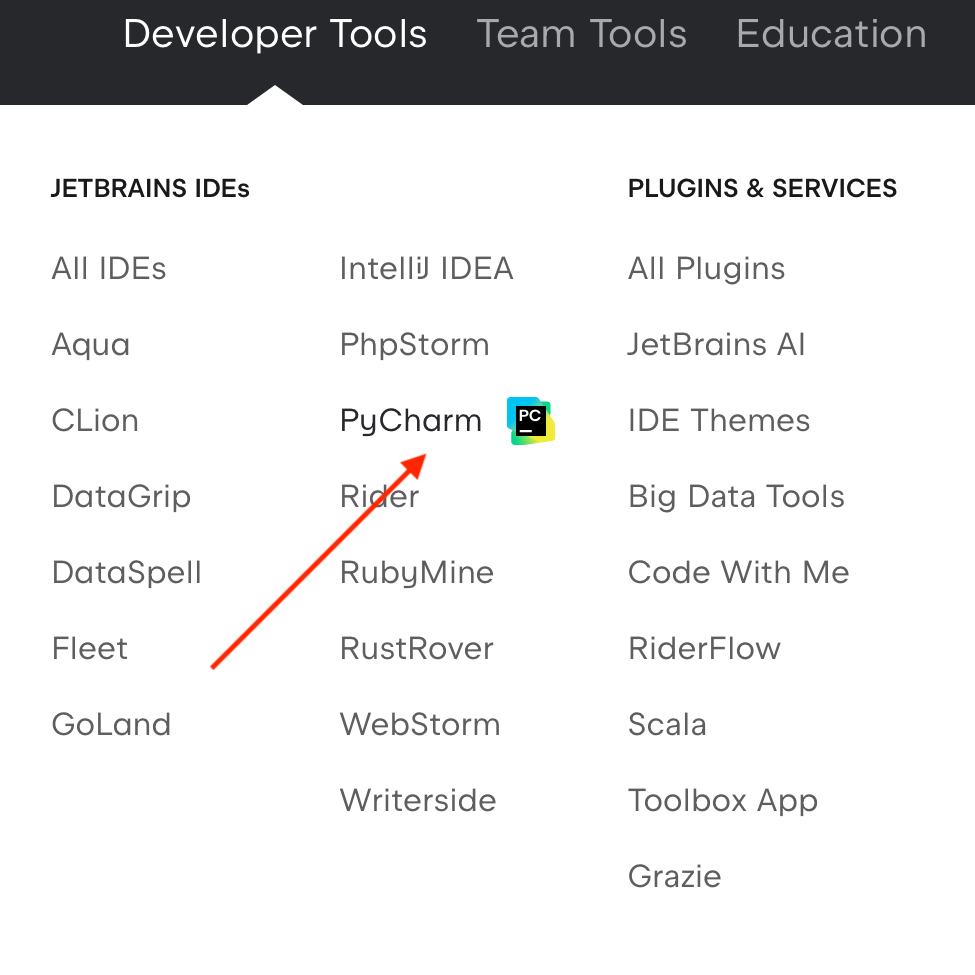 Developer Tools Team Tools Education
JETBRAINS IDEs
All IDEs
Aqua
CLion
DataGrip
DataSpell
Fleet
GoLand
IntelliJ IDEA
PhpStorm
PyCharm PC
Rider
RubyMine
RustRover
WebStorm
Writerside
PLUGINS & SERVICES
All Plugins
JetBrains AI
IDE Themes
Big Data Tools
Code With Me
RiderFlow
Scala
Toolbox App
Grazie